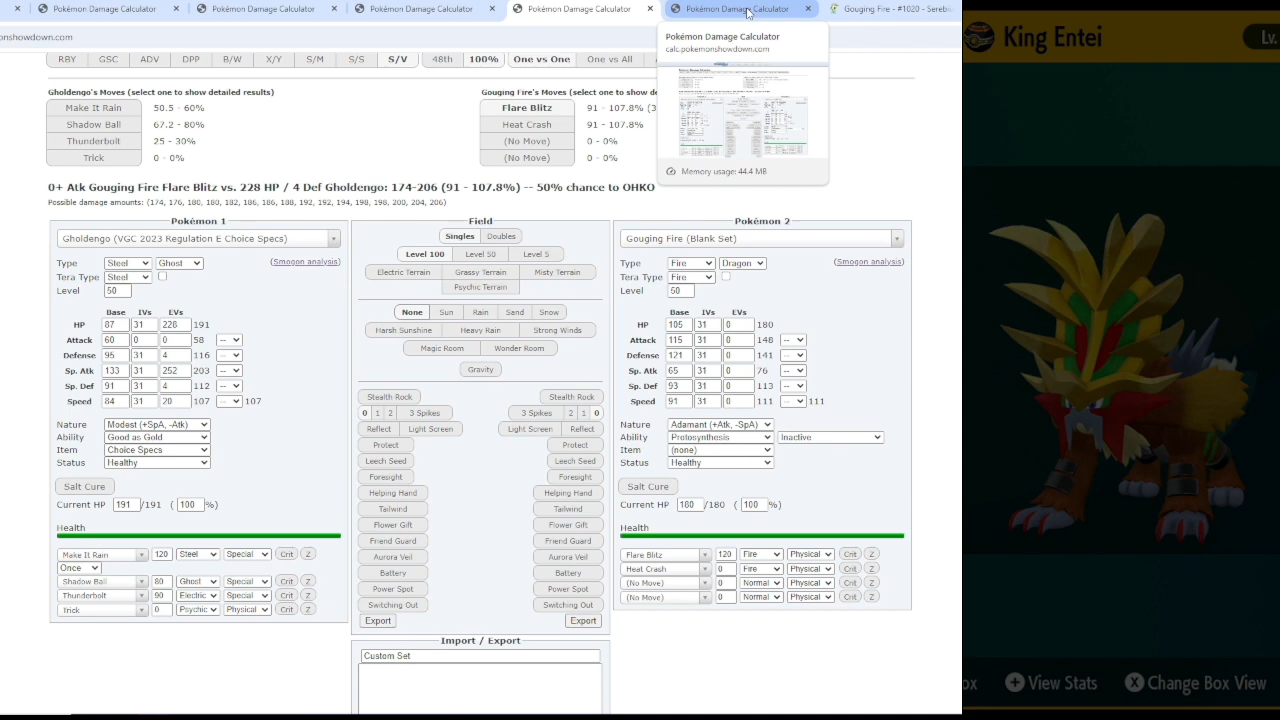 Pokémon Damage Calculator
Pokémon Damage Calculator
Pokémon Damage Calculator
Pokémon Damage Calculator
Pokémon Damage Calculator
Gouging Fire - #1020 - Serebii
King Entei
Lv.
nshowdown.com
Pokémon Damage Calculator
calc.pokemonshowdown.com
Memory usage: 44.4 MB
GSC
ADV
DPP
B/W
X/Y
S/M
S/S
S/V
48th
100%
One vs One
One vs All
oves (select one to show detailed results)
Gouging Fire's Moves (select one to show de
Flare Blitz
91 - 107.8% (3
Heat Crash
91 - 107.8%
Thunderbolt
25 - 30%
(No Move)
0 - 0%
Trick
0 - 0%
(No Move)
0 - 0%
0+ Atk Gouging Fire Flare Blitz vs. 228 HP / 4 Def Gholdengo: 174-206 (91 - 107.8%) -- 50% chance to OHKO
Possible damage amounts: (174, 176, 180, 180, 182, 186, 186, 188, 192, 192, 194, 198, 198, 200, 204, 206)
Pokémon 1
Gholdengo (VGC 2023 Regulation E Choice Specs)
Type
Steel
Ghost
(Smogon analysis)
Tera Type
Steel
Level
50
Base
IVs
EVs
HP
87
31
228
191
Attack
60
0
0
58
Defense
95
31
4
116
Sp. Atk
133
31
252
203
Sp. Def
91
31
4
112
Speed
84
31
20
107
--
107
Nature
Modest (+SpA, -Atk)
Ability
Good as Gold
Item
Choice Specs
Status
Healthy
Salt Cure
Current HP
191
/191
(
100
%)
Health
Make It Rain
120
Steel
Special
Crit
Z
Once
Shadow Ball
80
Ghost
Special
Crit
Z
Thunderbolt
90
Electric
Special
Crit
Z
Trick
0
Psychic
Physical
Crit
Z
Field
Singles
Doubles
Level 100
Level 50
Level 5
Electric Terrain
Grassy Terrain
Misty Terrain
Psychic Terrain
None
Sun
Rain
Sand
Snow
Harsh Sunshine
Heavy Rain
Strong Winds
Magic Room
Wonder Room
Gravity
Stealth Rock
Stealth Rock
0
1
2
3 Spikes
3 Spikes
2
1
0
Reflect
Light Screen
Light Screen
Reflect
Protect
Protect
Leech Seed
Leech Seed
Foresight
Foresight
Helping Hand
Helping Hand
Tailwind
Tailwind
Flower Gift
Flower Gift
Friend Guard
Friend Guard
Aurora Veil
Aurora Veil
Battery
Battery
Power Spot
Power Spot
Switching Out
Switching Out
Export
Export
Import / Export
Custom Set
Pokémon 2
Gouging Fire (Blank Set)
Type
Fire
Dragon
(Smogon analysis)
Tera Type
Fire
Level
50
Base
IVs
EVs
HP
105
31
0
180
Attack
115
31
0
148
--
Defense
121
31
0
141
--
Sp. Atk
65
31
0
76
--
Sp. Def
93
31
0
113
--
Speed
91
31
0
111
--
111
Nature
Adamant (+Atk, -SpA)
Ability
Protosynthesis
Inactive
Item
(none)
Status
Healthy
Salt Cure
Current HP
180
/180
(
100
%)
Health
Flare Blitz
120
Fire
Physical
Crit
Z
Heat Crash
0
Fire
Physical
Crit
Z
(No Move)
0
Normal
Physical
Crit
Z
(No Move)
0
Normal
Physical
Crit
Z
ox
View Stats
Change Box View